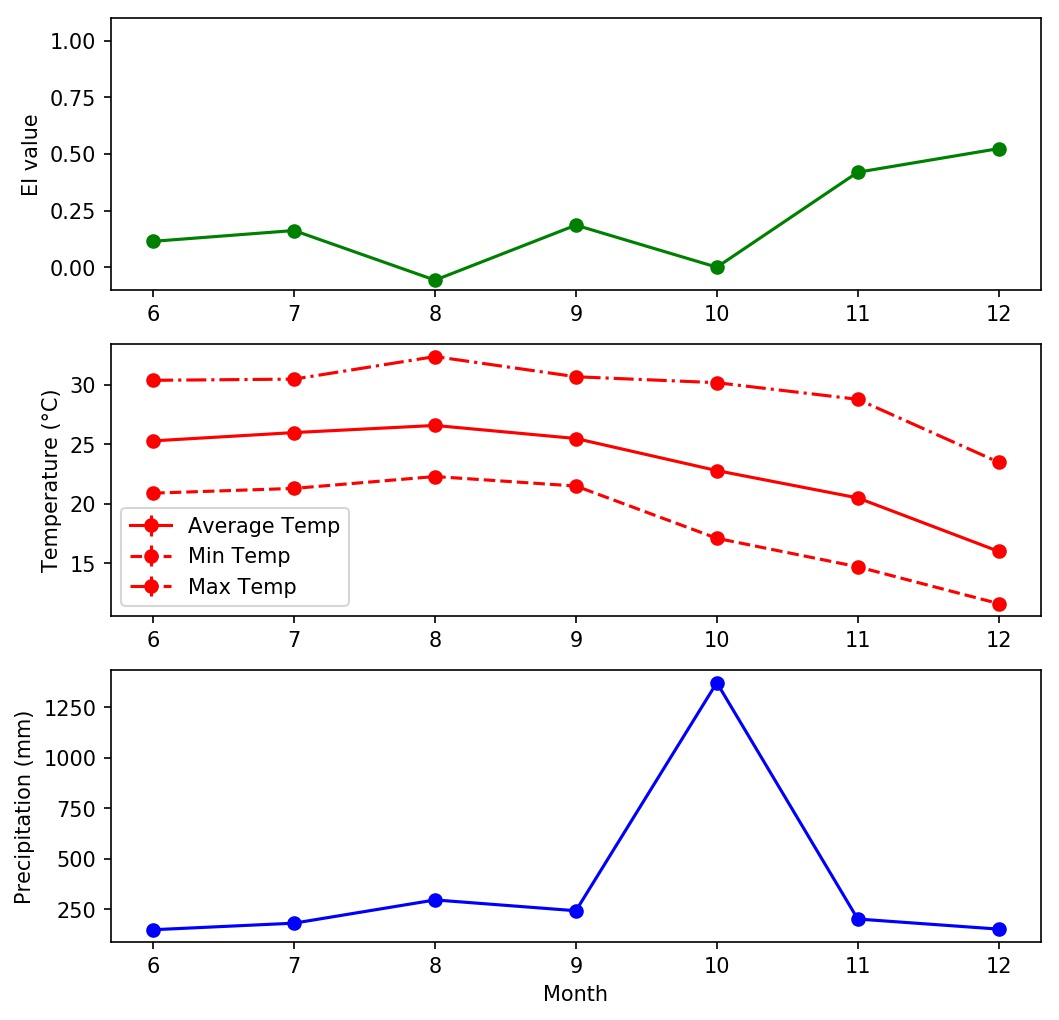 1.00
0.75
0.50
0.25
0.00
EI value
6 7 8 9 10 11 12
30
25
20
15
Temperature (°C)
Average Temp
Min Temp
Max Temp
6 7 8 9 10 11 12
1250
1000
750
500
250
Precipitation (mm)
6 7 8 9 10 11 12
Month